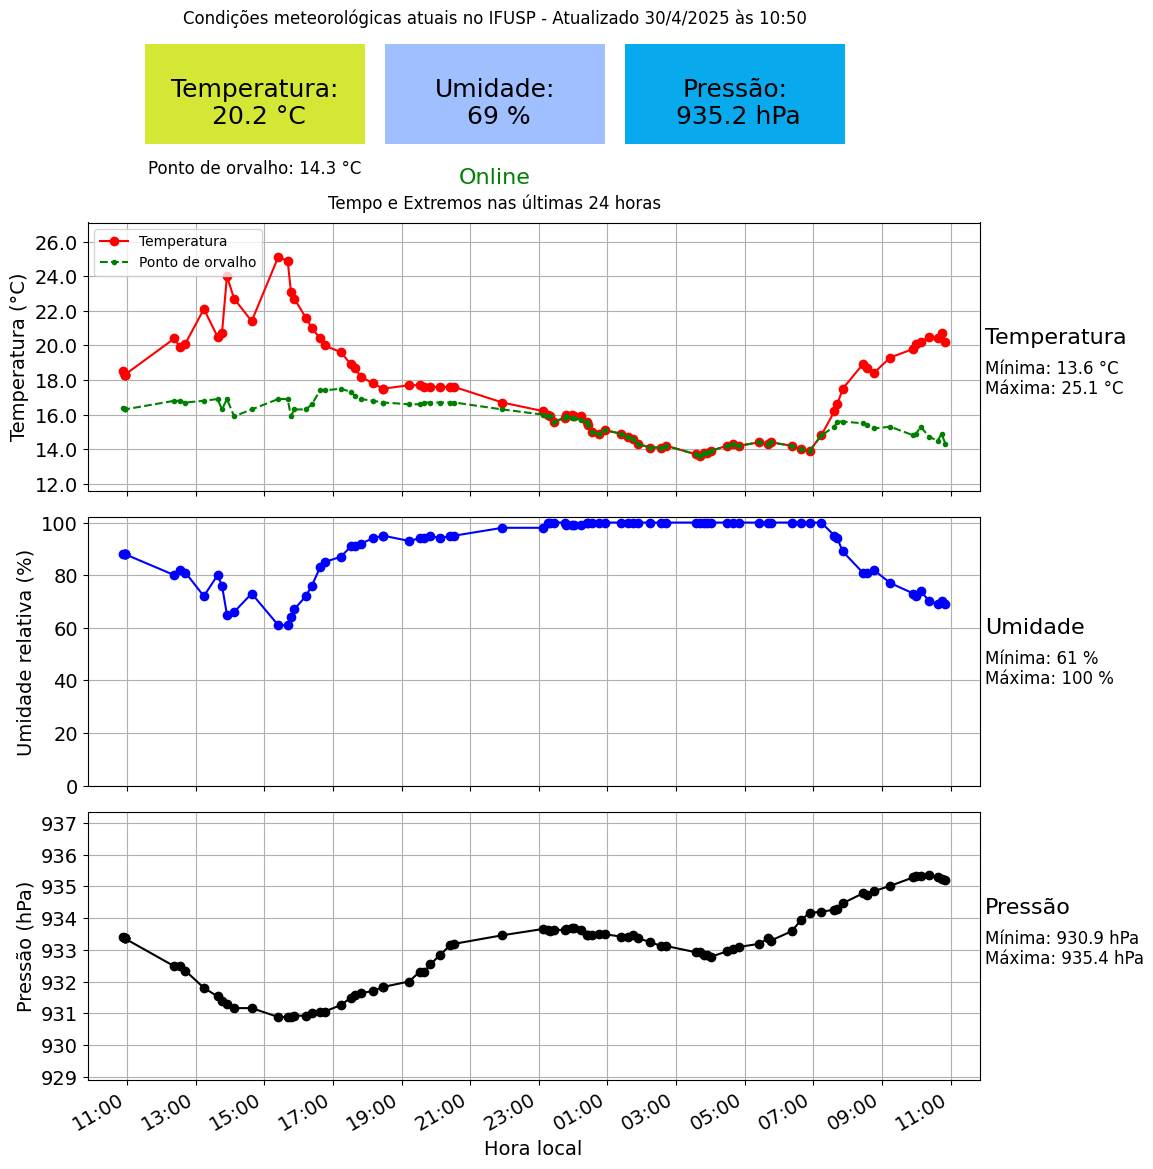 Condições meteorológicas atuais no IFUSP - Atualizado 30/4/2025 às 10:50
Temperatura:
20.2 °C
Umidade:
69 %
Pressão:
935.2 hPa
Ponto de orvalho: 14.3 °C
Online
Tempo e Extremos nas últimas 24 horas
Temperatura (°C)
26.0
24.0
22.0
20.0
18.0
16.0
14.0
12.0
Temperatura
Ponto de orvalho
Temperatura
Mínima: 13.6 °C
Máxima: 25.1 °C
Umidade relativa (%)
100
80
60
40
20
0
Umidade
Mínima: 61 %
Máxima: 100 %
Pressão (hPa)
937
936
935
934
933
932
931
930
929
Pressão
Mínima: 930.9 hPa
Máxima: 935.4 hPa
11:00
13:00
15:00
17:00
19:00
21:00
23:00
01:00
03:00
05:00
07:00
09:00
11:00
Hora local